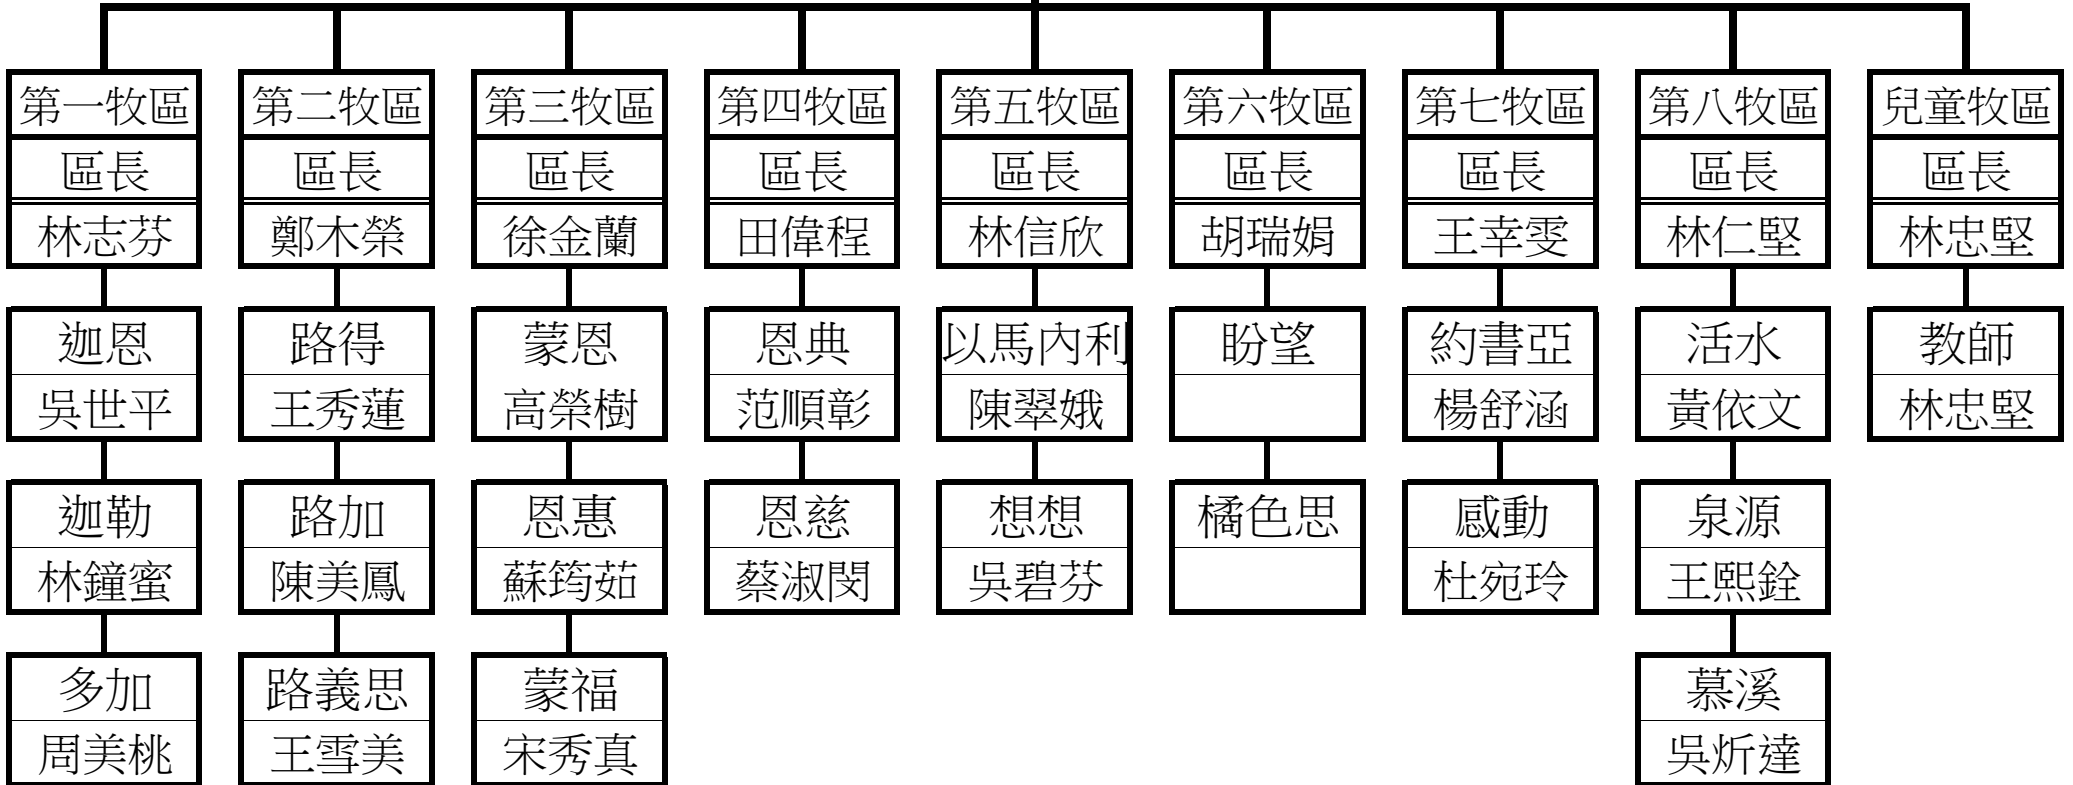 第一牧區
區長
林志芬
迦恩
吳世平
迦勒
林鐘蜜
多加
周美桃
第二牧區
區長
鄭木榮
路得
王秀蓮
路加
陳美鳳
路義思
王雪美
第三牧區
區長
徐金蘭
蒙恩
高榮樹
恩惠
蘇筠茹
蒙福
宋秀真
第四牧區
區長
田偉程
恩典
范順彰
恩慈
蔡淑閔
第五牧區
區長
林信欣
以馬內利
陳翠娥
想想
吳碧芬
第六牧區
區長
胡瑞娟
盼望
橘色思
第七牧區
區長
王幸雯
約書亞
楊舒涵
感動
杜宛玲
第八牧區
區長
林仁堅
活水
黃依文
泉源
王熙銓
慕溪
吳炘達
兒童牧區
區長
林忠堅
教師
林忠堅